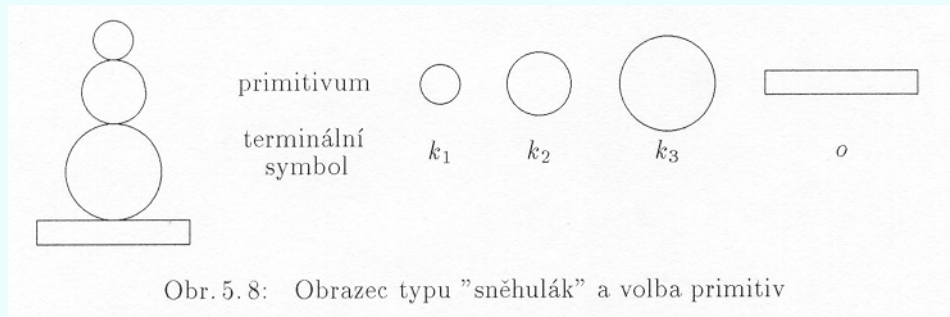 primitivum
terminální
symbol
k₁ k₂ k₃ o
Obr. 5. 8: Obrazec typu "sněhulák" a volba primitiv